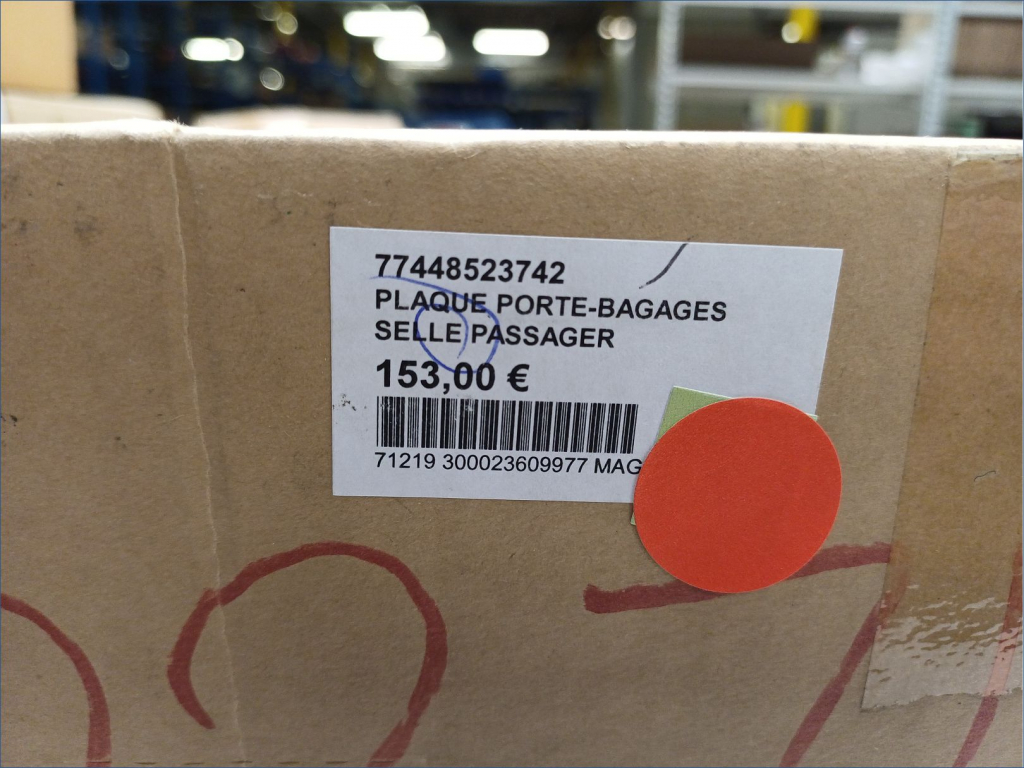 77448523742
PLAQUE PORTE-BAGAGES
SELLE PASSAGER
153,00 €
71219 300023609977 MAG